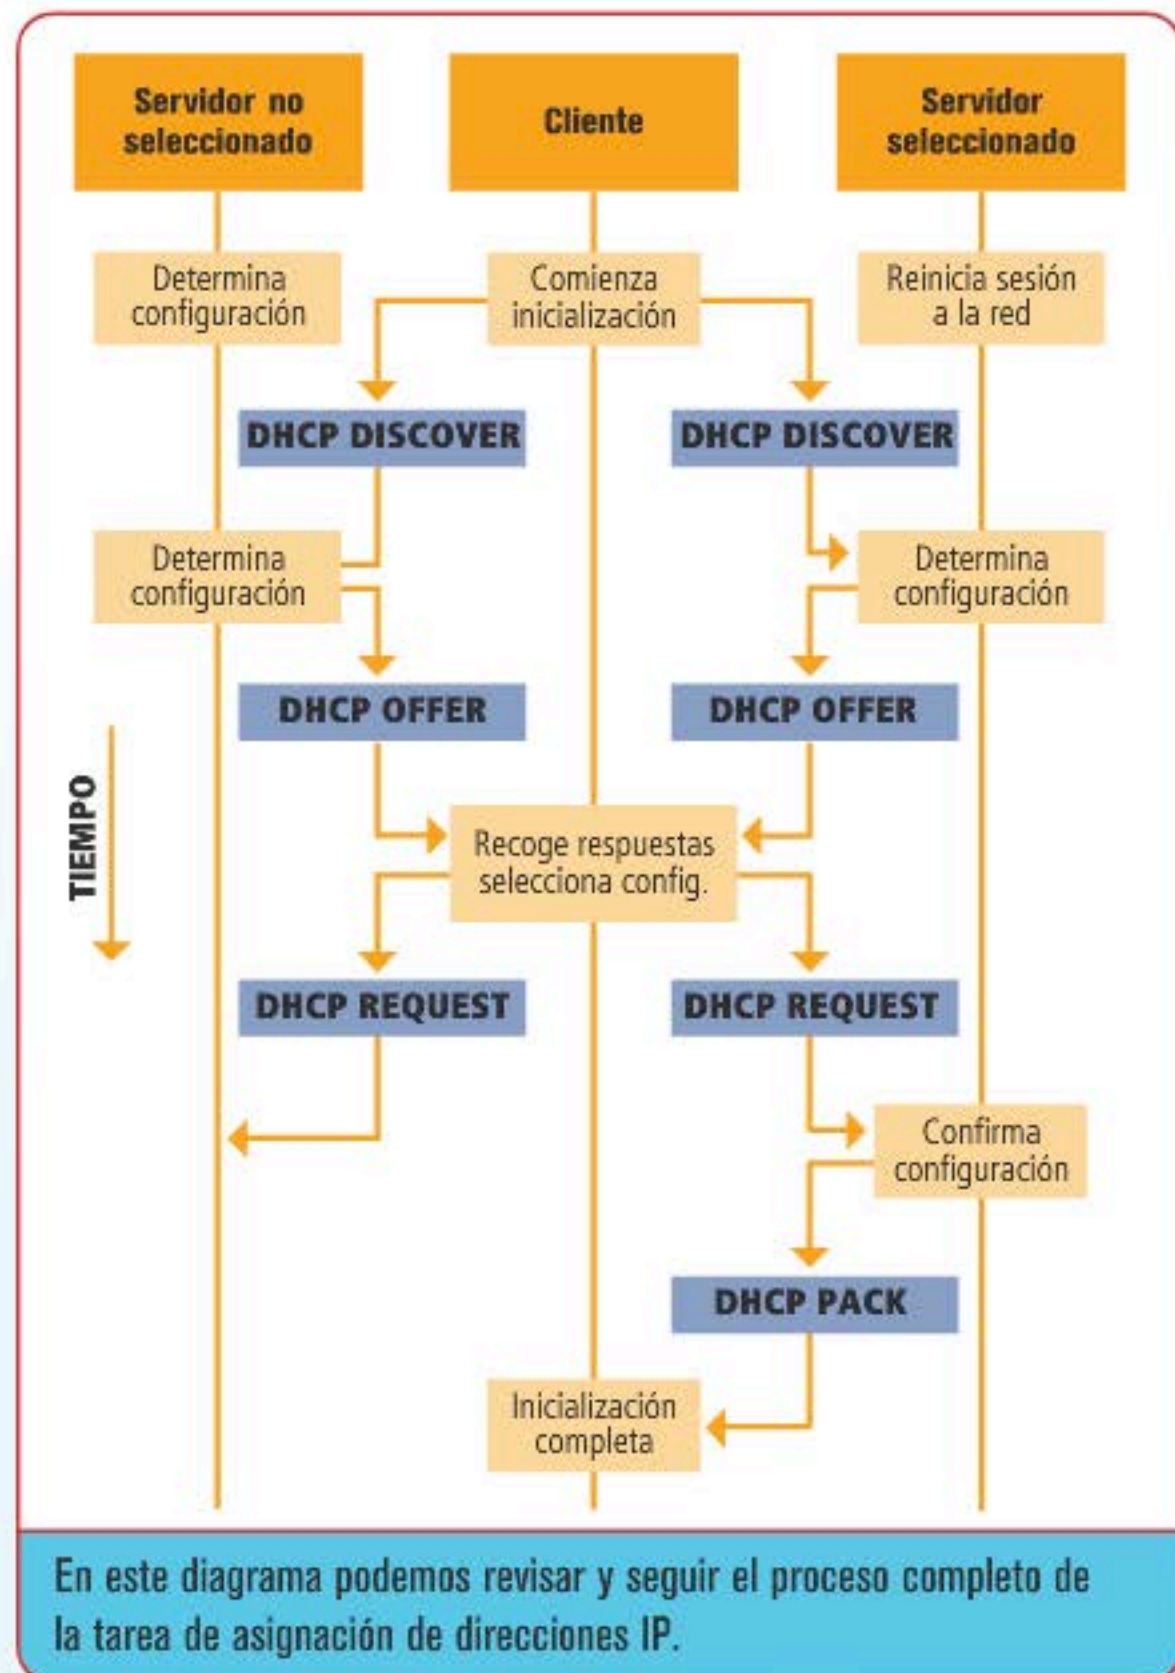 Servidor no
seleccionado
Cliente
Servidor
seleccionado
Determina
configuración
Comienza
inicialización
Reinicia sesión
a la red
DHCP DISCOVER
DHCP DISCOVER
Determina
configuración
Determina
configuración
DHCP OFFER
DHCP OFFER
TIEMPO
Recoge respuestas
selecciona config.
DHCP REQUEST
DHCP REQUEST
Confirma
configuración
DHCP PACK
Inicialización
completa
En este diagrama podemos revisar y seguir el proceso completo de
la tarea de asignación de direcciones IP.